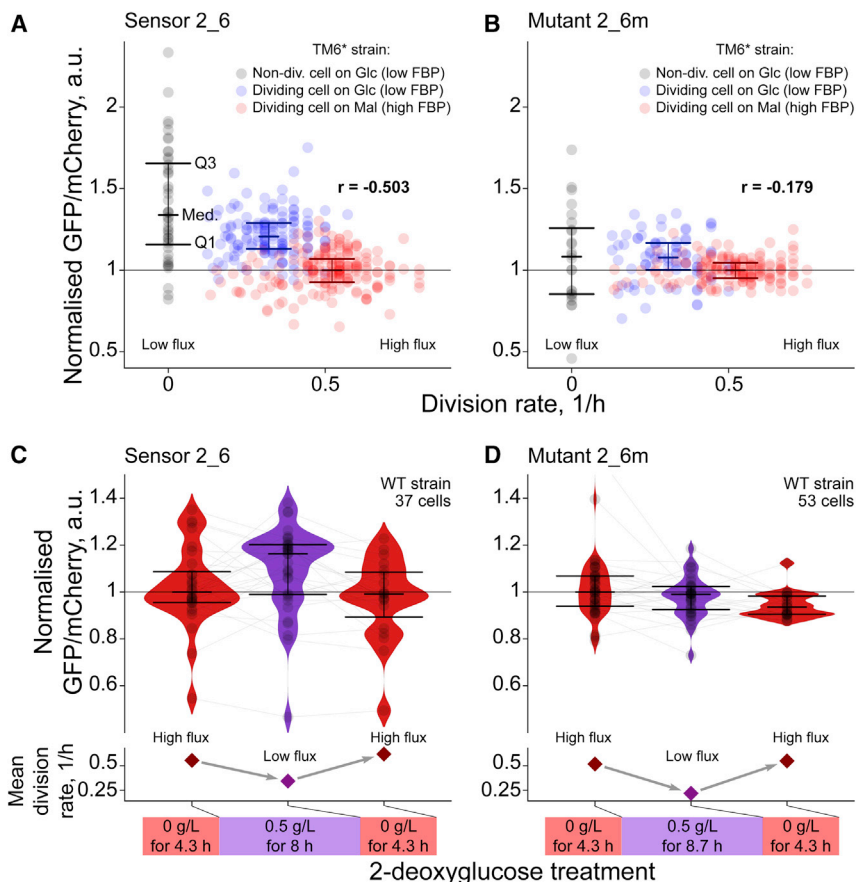 A
Sensor 2_6
Normalised GFP/mCherry, a.u.
2
1.5
1
0.5
TM6* strain:
Non-div. cell on Glc (low FBP)
Dividing cell on Glc (low FBP)
Dividing cell on Mal (high FBP)
r = -0.503
Q3
Med.
Q1
Low flux
High flux
0
0.5
B
Mutant 2_6m
2
1.5
1
0.5
TM6* strain:
Non-div. cell on Glc (low FBP)
Dividing cell on Glc (low FBP)
Dividing cell on Mal (high FBP)
r = -0.179
Low flux
High flux
0
0.5
Division rate, 1/h
C
Sensor 2_6
Normalised
GFP/mCherry, a.u.
1.4
1.2
1
0.8
0.6
WT strain
37 cells
High flux
Low flux
High flux
Mean
division
rate, 1/h
0.5
0.25
0 g/L
for 4.3 h
0.5 g/L
for 8 h
0 g/L
for 4.3 h
D
Mutant 2_6m
1.4
1.2
1
0.8
0.6
WT strain
53 cells
High flux
Low flux
High flux
0.5
0.25
0 g/L
for 4.3 h
0.5 g/L
for 8.7 h
0 g/L
for 4.3 h
2-deoxyglucose treatment